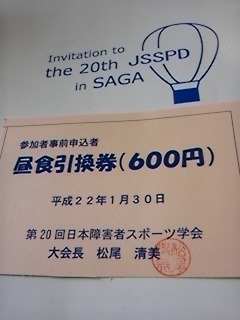 Invitation to
the 20th JSSPD
in SAGA
参加者事前申込者
昼食引換券(600円)
平成22年1月30日
第20回日本障害者スポーツ学会
大会長 松尾 清美